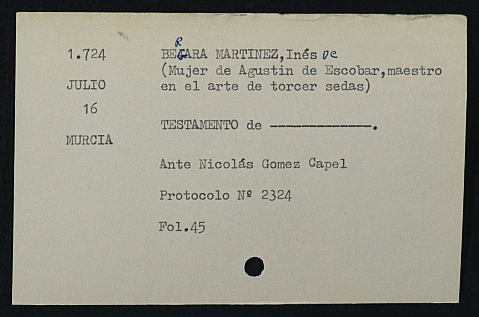 1.724
JULIO
16
MURCIA
BERGARA MARTINEZ,Inés de
(Mujer de Agustin de Escobar,maestro
en el arte de torcer sedas)
TESTAMENTO de ------------.
Ante Nicolás Gomez Capel
Protocolo Nº 2324
Fol.45